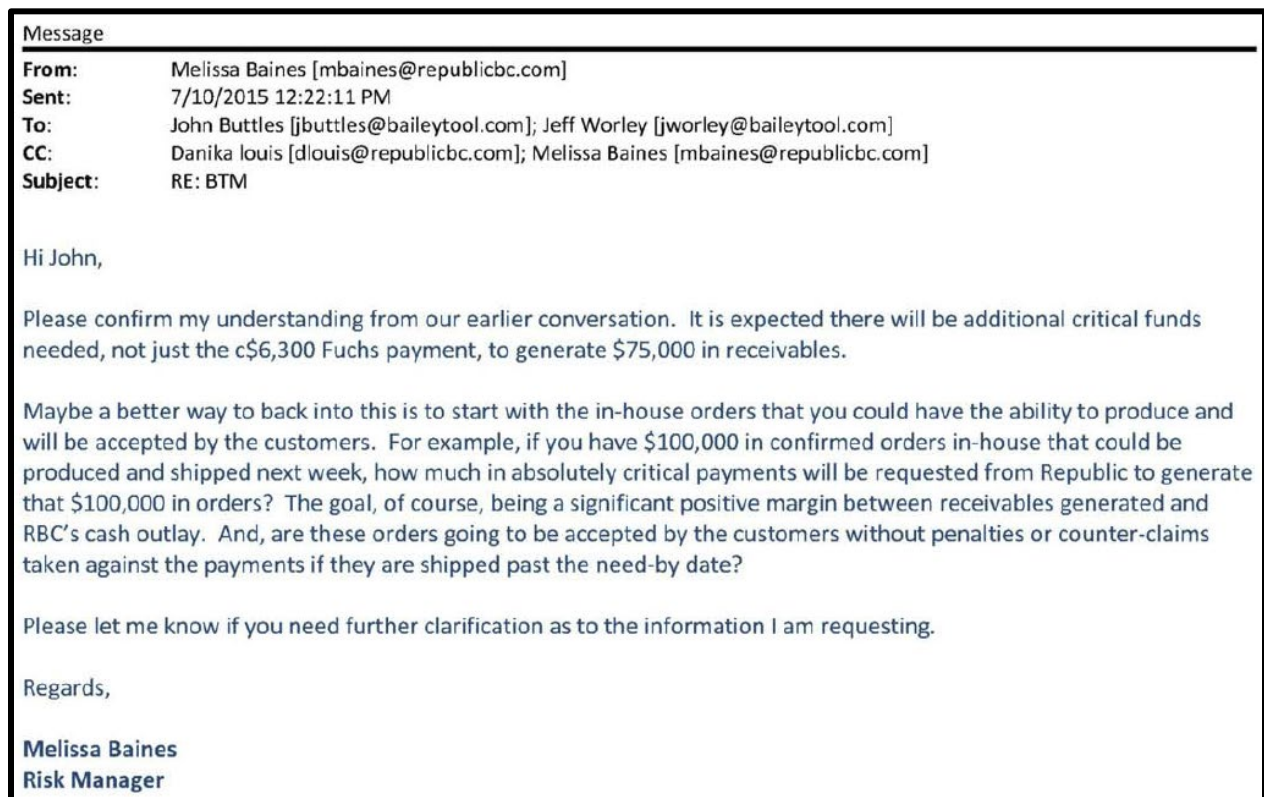 Message
From: Melissa Baines [mbaines@republicbc.com]
Sent: 7/10/2015 12:22:11 PM
To: John Buttles [jbuttles@baileytool.com]; Jeff Worley [jworley@baileytool.com]
CC: Danika louis [dlouis@republicbc.com]; Melissa Baines [mbaines@republicbc.com]
Subject: RE: BTM
Hi John,
Please confirm my understanding from our earlier conversation. It is expected there will be additional critical funds
needed, not just the c$6,300 Fuchs payment, to generate $75,000 in receivables.
Maybe a better way to back into this is to start with the in-house orders that you could have the ability to produce and
will be accepted by the customers. For example, if you have $100,000 in confirmed orders in-house that could be
produced and shipped next week, how much in absolutely critical payments will be requested from Republic to generate
that $100,000 in orders? The goal, of course, being a significant positive margin between receivables generated and
RBC's cash outlay. And, are these orders going to be accepted by the customers without penalties or counter-claims
taken against the payments if they are shipped past the need-by date?
Please let me know if you need further clarification as to the information I am requesting.
Regards,
Melissa Baines
Risk Manager